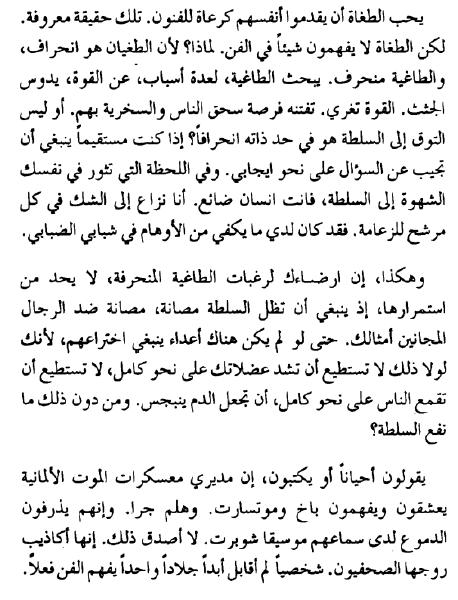 يحب الطغاة أن يقدموا أنفسهم كرعاة للفنون. تلك حقيقة معروفة.
لكن الطغاة لا يفهمون شيئاً في الفن. لماذا؟ لأن الطغيان هو انحراف،
والطاغية منحرف. يبحث الطاغية، لعدة أسباب، عن القوة، يدوس
الجثث. القوة تغري. تفتنه فرصة سحق الناس والسخرية بهم. أو ليس
التوق إلى السلطة هو في حد ذاته انحرافاً؟ إذا كنت مستقيماً ينبغي أن
تجيب عن السؤال على نحو ايجابي. وفي اللحظة التي تثور في نفسك
الشهوة إلى السلطة، فانت انسان ضائع. أنا نزاع إلى الشك في كل
مرشح للزعامة. فقد كان لدي ما يكفي من الأوهام في شبابي الضبابي.
وهكذا، إن ارضاءك لرغبات الطاغية المنحرفة، لا يحد من
استمرارها، إذ ينبغي أن تظل السلطة مصانة، مصانة ضد الرجال
المجانين أمثالك. حتى لو لم يكن هناك أعداء ينبغي اختراعهم، لأنك
لولا ذلك لا تستطيع أن تشد عضلاتك على نحو كامل، لا تستطيع أن
تقمع الناس على نحو كامل، أن تجعل الدم ينبجس. ومن دون ذلك ما
نفع السلطة؟
يقولون أحياناً أو يكتبون، إن مديري معسكرات الموت الألمانية
يعشقون ويفهمون باخ وموتسارت. وهلم جرا. وإنهم يذرفون
الدموع لدى سماعهم موسيقا شوبرت. لا أصدق ذلك. إنها أكاذيب
روجها الصحفيون. شخصياً لم أقابل أبداً جلاداً واحداً يفهم الفن فعلاً.